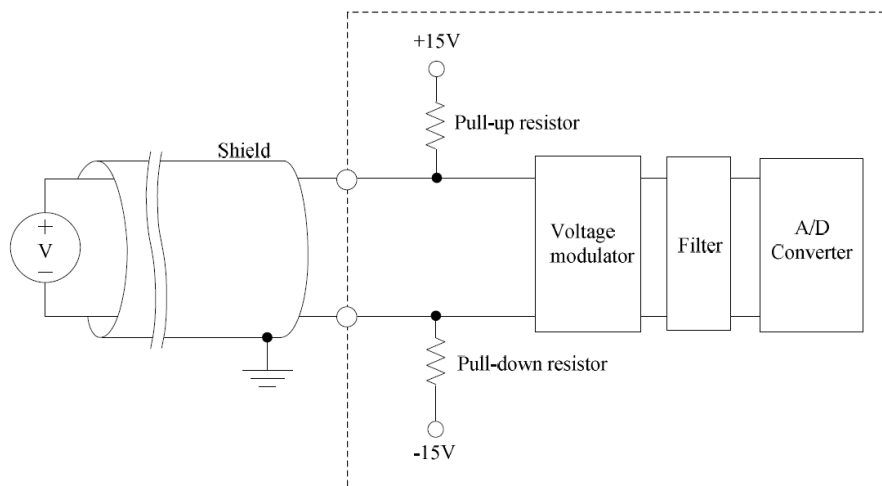 +15V
Pull-up resistor
Shield
+
V
−
Voltage
modulator
Filter
A/D
Converter
Pull-down resistor
-15V